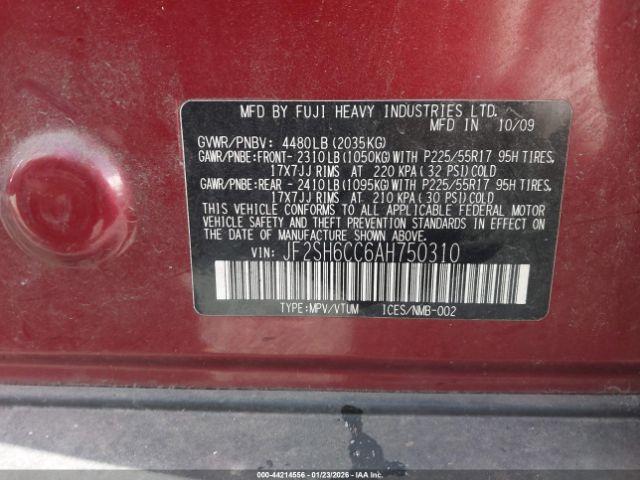 MFD BY FUJI HEAVY INDUSTRIES LTD.
MFD IN 10/09
GVWR/PNBV: 4480LB (2035KG)
GAWR/PNBE:FRONT- 2310LB(1050KG)WITH P225/55R17 95H TIRES,
17X7JJ RIMS AT 220 KPA( 32 PSI)COLD
GAWR/PNBE:REAR - 2410LB(1095KG)WITH P225/55R17 95H TIRES,
17X7JJ RIMS AT 210 KPA( 30 PSI)COLD
THIS VEHICLE CONFORMS TO ALL APPLICABLE FEDERAL MOTOR
VEHICLE SAFETY AND THEFT PREVENTION STANDARDS IN EFFECT
ON THE DATE OF MANUFACTURE SHOWN ABOVE.
VIN: JF2SH6CC6AH750310
TYPE:MPV/VTUM ICES/NMB-002
000-44214556 - 01/23/2026 - WWW.IAAI.COM